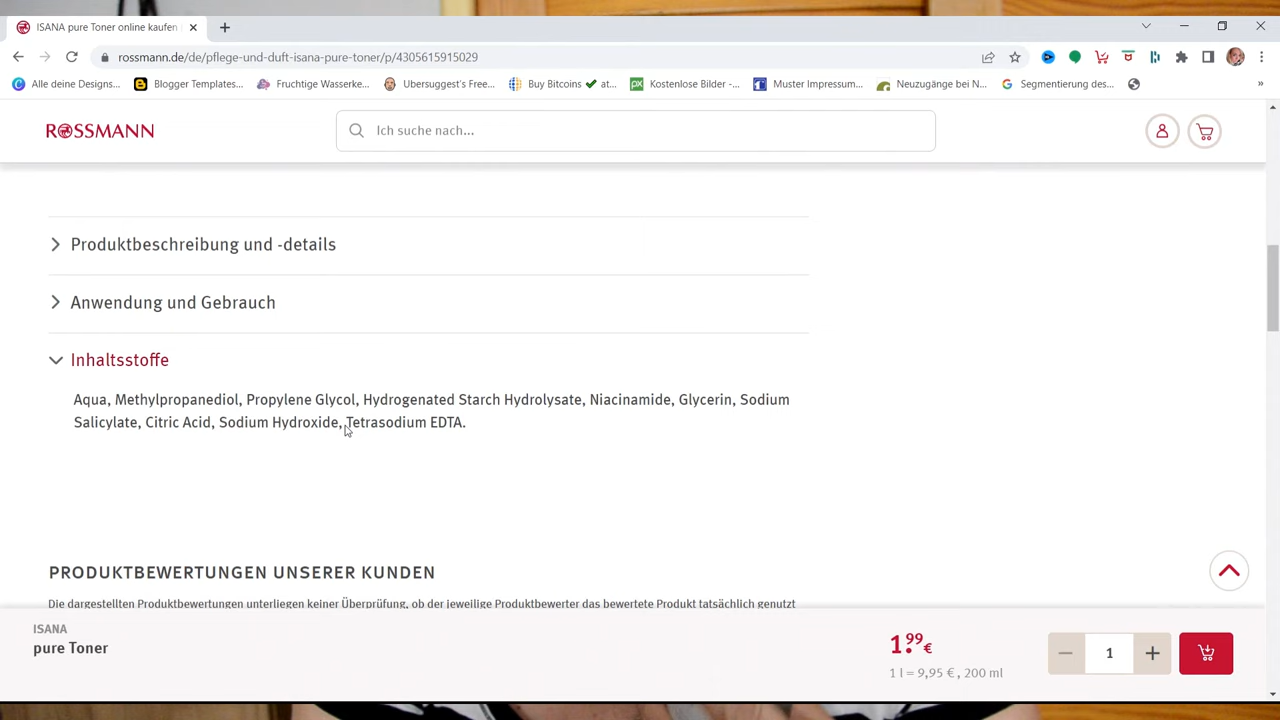 ISANA pure Toner online kaufen
rossmann.de/de/pflege-und-duft-isana-pure-toner/p/4305615915029
Alle deine Designs... Blogger Templates... Fruchtige Wasserke... Ubersuggest's Free... Buy Bitcoins ✔ at... Kostenlose Bilder -... Muster Impressum... Neuzugänge bei N... Segmentierung des... »
ROSSMANN
Ich suche nach...
Produktbeschreibung und -details
Anwendung und Gebrauch
Inhaltsstoffe
Aqua, Methylpropanediol, Propylene Glycol, Hydrogenated Starch Hydrolysate, Niacinamide, Glycerin, Sodium
Salicylate, Citric Acid, Sodium Hydroxide, Tetrasodium EDTA.
PRODUKTBEWERTUNGEN UNSERER KUNDEN
Die dargestellten Produktbewertungen unterliegen keiner Überprüfung, ob der jeweilige Produktbewerter das bewertete Produkt tatsächlich genutzt
ISANA
pure Toner
1.99€
1 l = 9,95 €, 200 ml
1